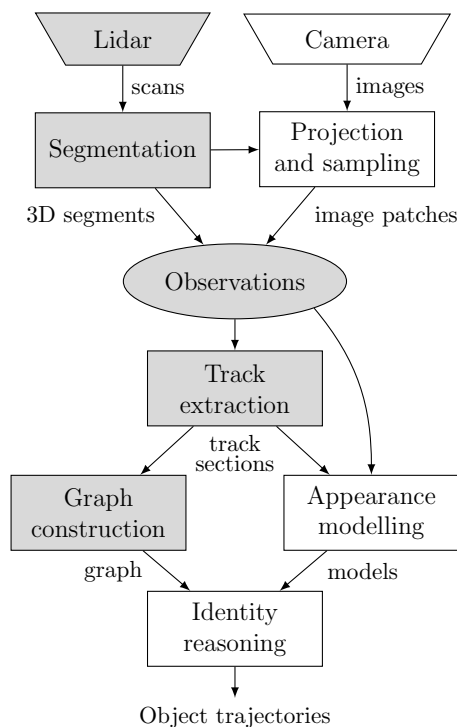 Lidar
Camera
scans
images
Segmentation
Projection
and sampling
3D segments
image patches
Observations
Track
extraction
track
sections
Graph
construction
Appearance
modelling
graph
models
Identity
reasoning
Object trajectories